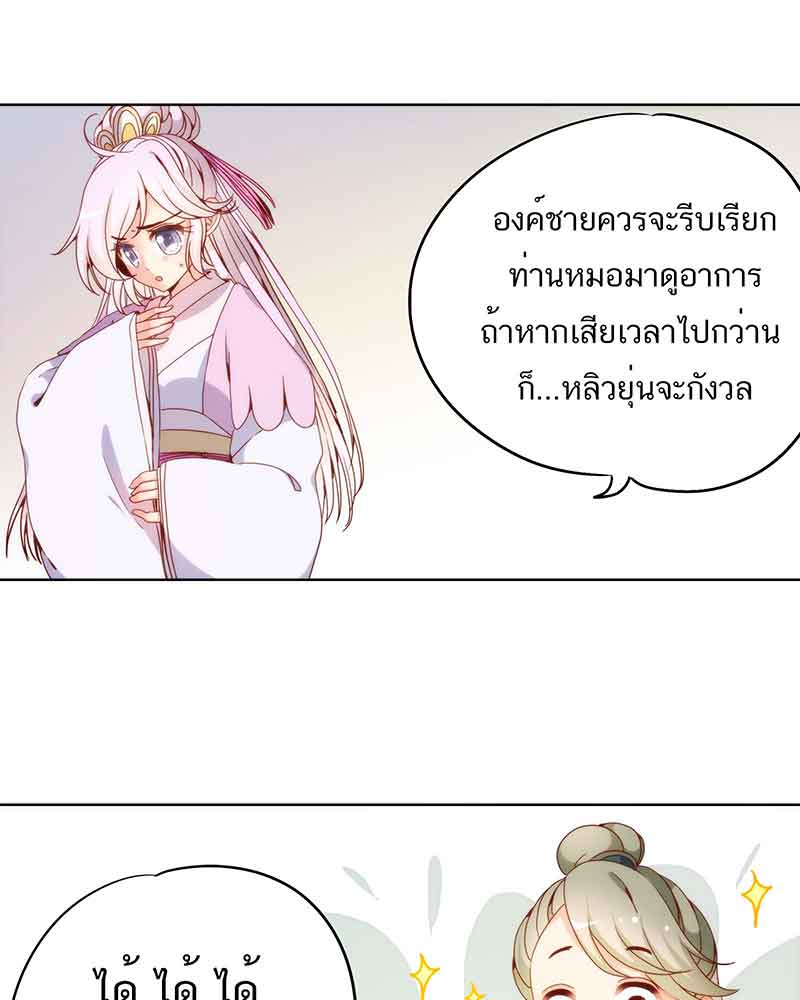 องค์ชายควรจะรีบเรียก
ท่านหมอมาดูอาการ
ถ้าหากเสียเวลาไปกว่าน
ก็...หลิวยุ่นจะกังวล
ได้ ได้ ได้